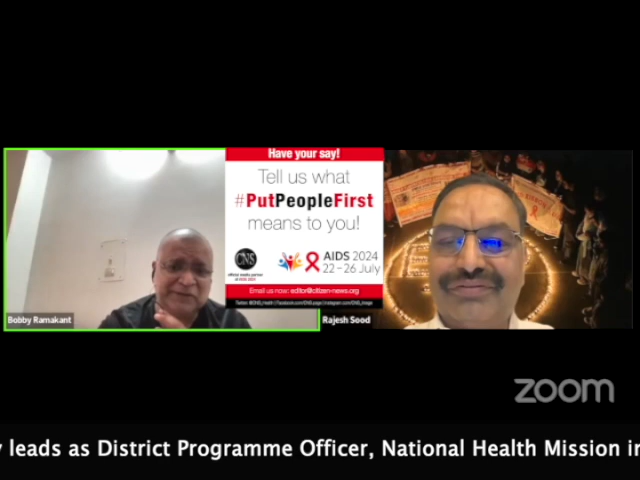 Have your say!
Tell us what
#PutPeopleFirst
means to you!
CNS
AIDS 2024
22 - 26 July
official media partner
of AIDS 2024
Email us now: editor@citizen-news.org
Bobby Ramakant
Rajesh Sood
zoom
y leads as District Programme Officer, National Health Mission in